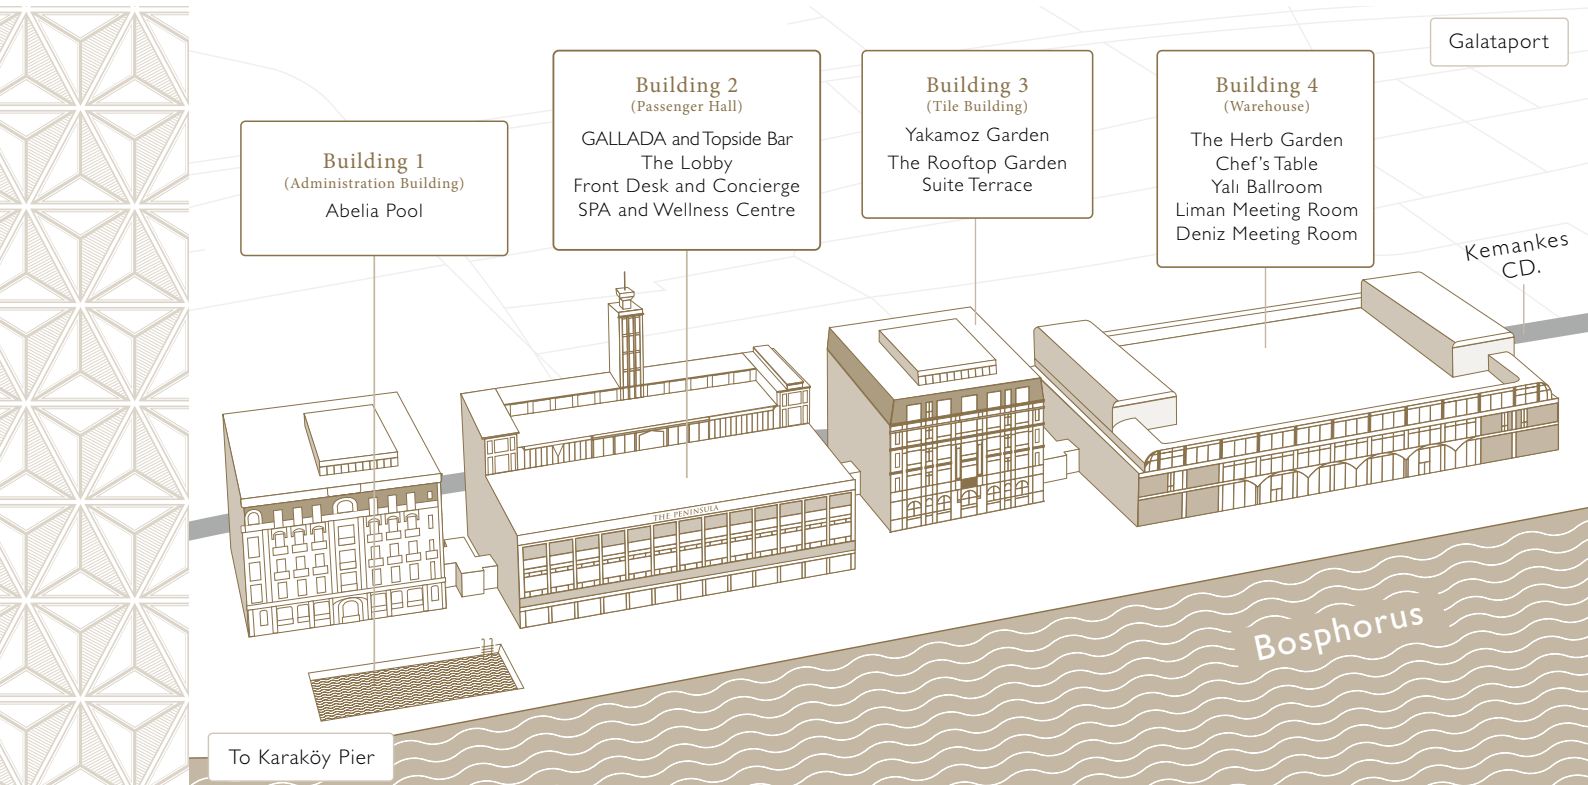 Galataport
Building 1
(Administration Building)
Abelia Pool
Building 2
(Passenger Hall)
GALLADA and Topside Bar
The Lobby
Front Desk and Concierge
SPA and Wellness Centre
Building 3
(Tile Building)
Yakamoz Garden
The Rooftop Garden
Suite Terrace
Building 4
(Warehouse)
The Herb Garden
Chef's Table
Yalı Ballroom
Liman Meeting Room
Deniz Meeting Room
Kemankes
CD.
THE PENINSULA
Bosphorus
To Karaköy Pier